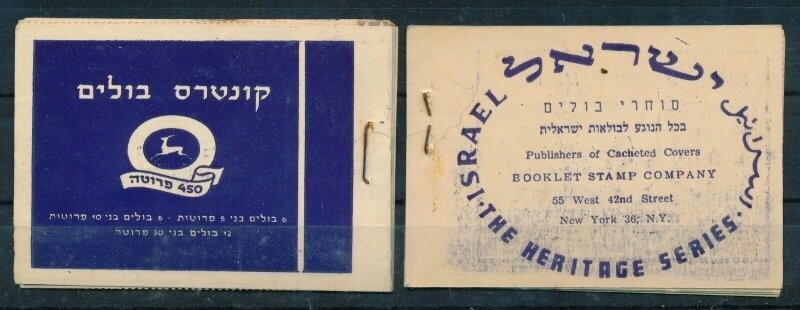 קונטרס בולים
450 פרוטה
6 בולים בני 5 פרוטות · 6 בולים בני 10 פרוטות
12 בולים בני 30 פרוטה
ישראל
ISRAEL
اسرائيل
סוחרי בולים
בכל הנוגע לבולאות ישראלית
Publishers of Cacheted Covers
BOOKLET STAMP COMPANY
55 West 42nd Street
New York 36, N.Y.
· THE HERITAGE SERIES ·